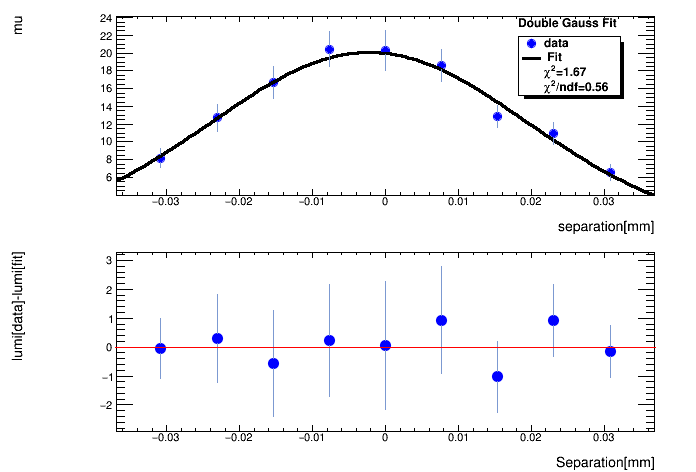 mu
Double Gauss Fit
data
Fit
χ²=1.67
χ²/ndf=0.56
24
22
20
18
16
14
12
10
8
6
−0.03 −0.02 −0.01 0 0.01 0.02 0.03
separation[mm]
lumi[data]-lumi[fit]
3
2
1
0
−1
−2
−0.03 −0.02 −0.01 0 0.01 0.02 0.03
Separation[mm]